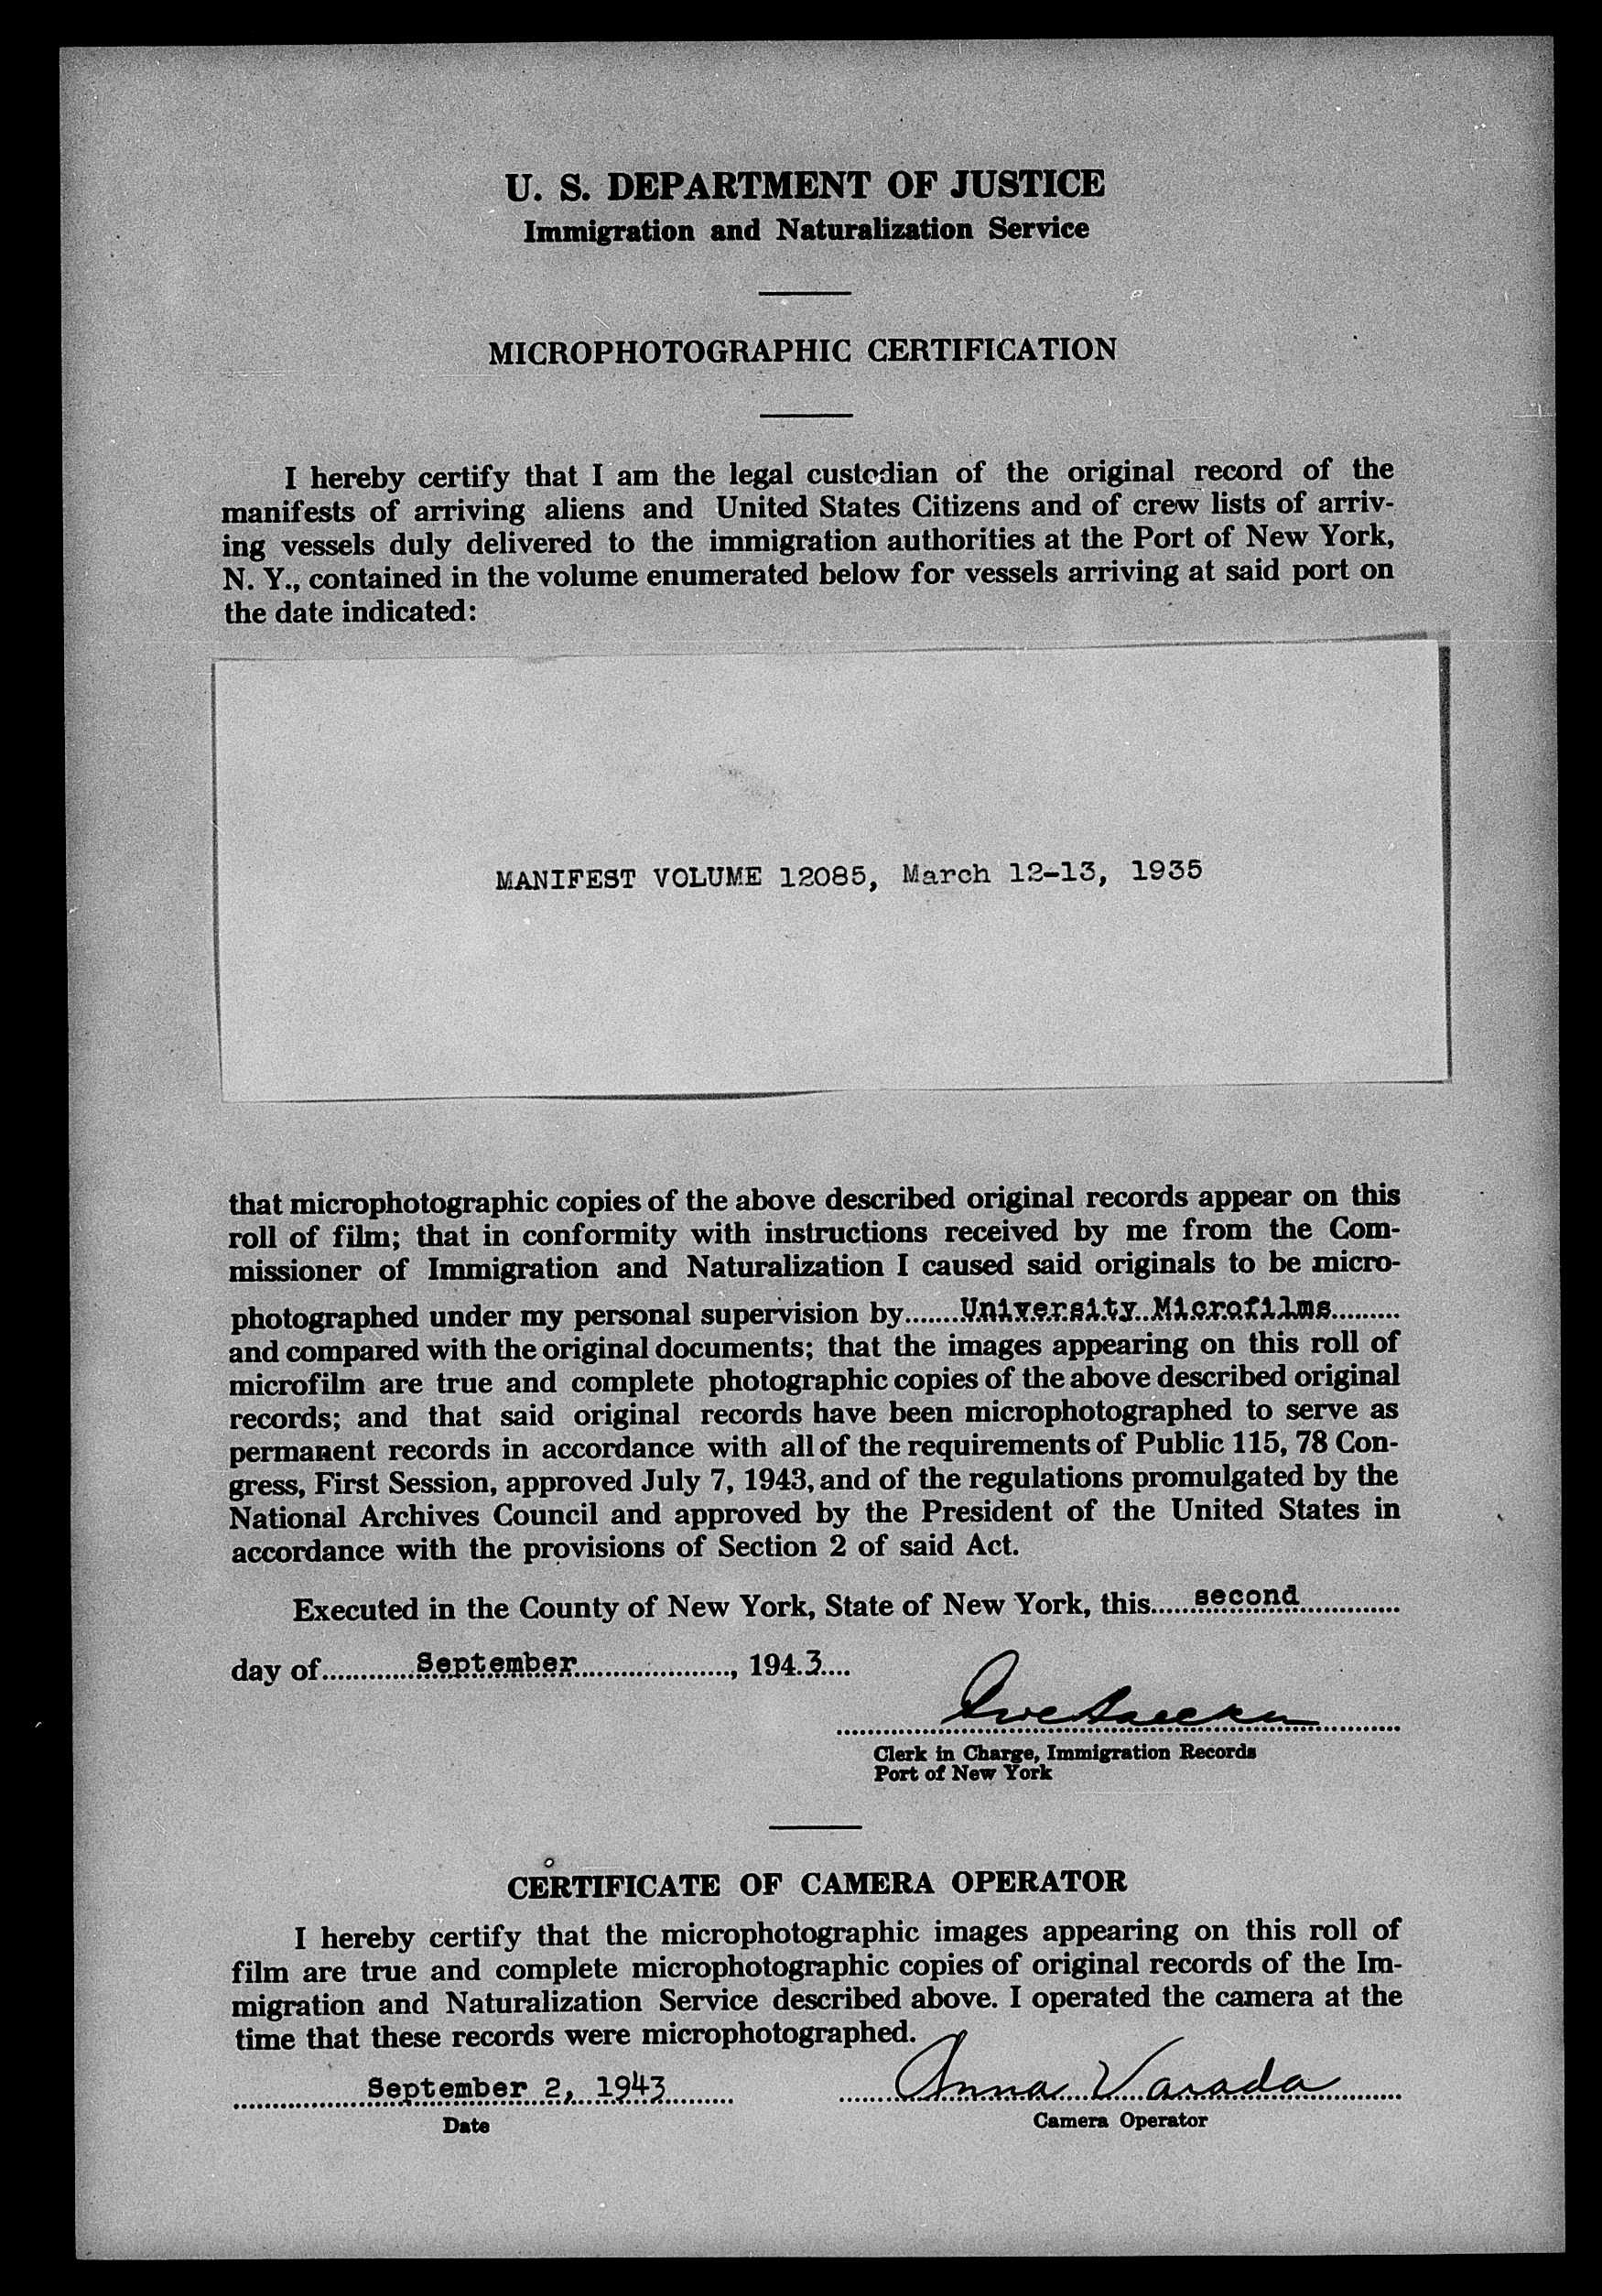 U. S. DEPARTMENT OF JUSTICE
Immigration and Naturalization Service
MICROPHOTOGRAPHIC CERTIFICATION
I hereby certify that I am the legal custodian of the original record of the
manifests of arriving aliens and United States Citizens and of crew lists of arriv-
ing vessels duly delivered to the immigration authorities at the Port of New York,
N. Y., contained in the volume enumerated below for vessels arriving at said port on
the date indicated:
MANIFEST VOLUME 12085, March 12-13, 1935
that microphotographic copies of the above described original records appear on this
roll of film; that in conformity with instructions received by me from the Com-
missioner of Immigration and Naturalization I caused said originals to be micro-
photographed under my personal supervision by.......University Microfilms.........
and compared with the original documents; that the images appearing on this roll of
microfilm are true and complete photographic copies of the above described original
records; and that said original records have been microphotographed to serve as
permanent records in accordance with all of the requirements of Public 115, 78 Con-
gress, First Session, approved July 7, 1943, and of the regulations promulgated by the
National Archives Council and approved by the President of the United States in
accordance with the provisions of Section 2 of said Act.
Executed in the County of New York, State of New York, this......second.............
day of............September...................., 194.3....
Clerk in Charge, Immigration Records
Port of New York
CERTIFICATE OF CAMERA OPERATOR
I hereby certify that the microphotographic images appearing on this roll of
film are true and complete microphotographic copies of original records of the Im-
migration and Naturalization Service described above. I operated the camera at the
time that these records were microphotographed.
September 2, 1943 Anna Varada
Date Camera Operator